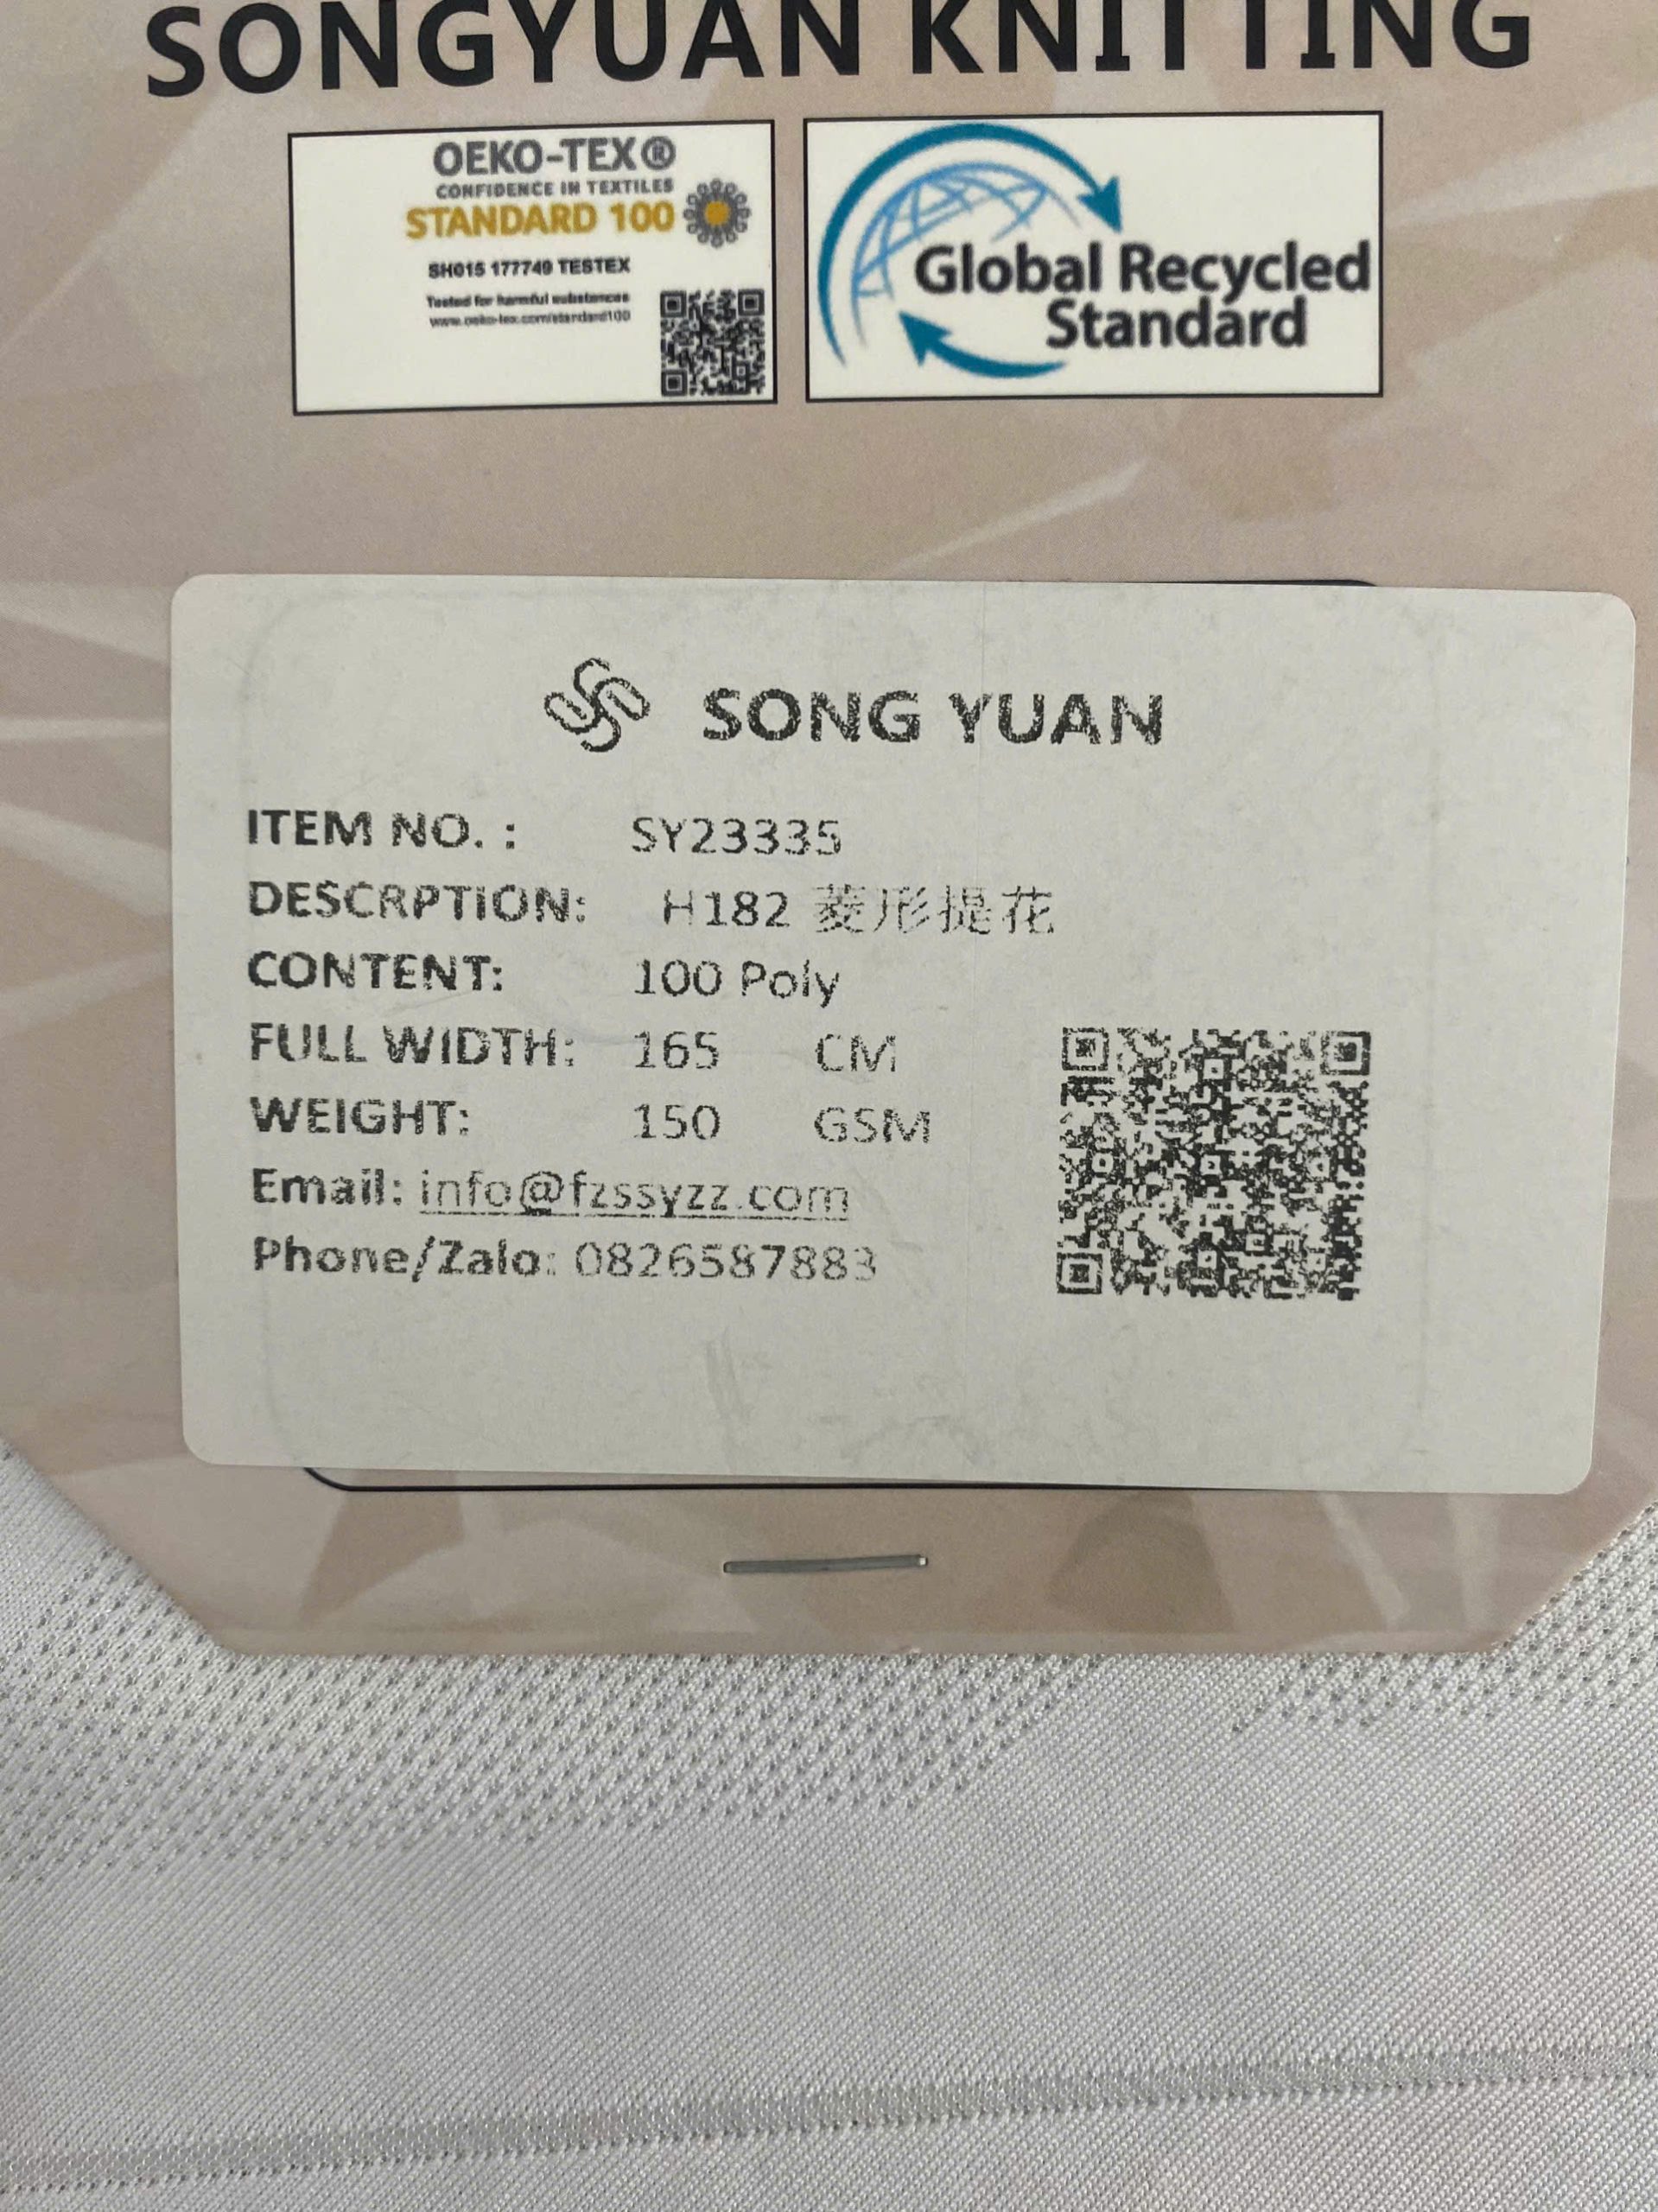 SONGYUAN KNITTING
OEKO-TEX®
CONFIDENCE IN TEXTILES
STANDARD 100
SH015 177749 TESTEX
Tested for harmful substances
www.oeko-tex.com/standard100
Global Recycled
Standard
SONG YUAN
ITEM NO. : SY23335
DESCRPTION: H182 菱形提花
CONTENT: 100 Poly
FULL WIDTH: 165 CM
WEIGHT: 150 GSM
Email: info@fzssyzz.com
Phone/Zalo: 0826587883